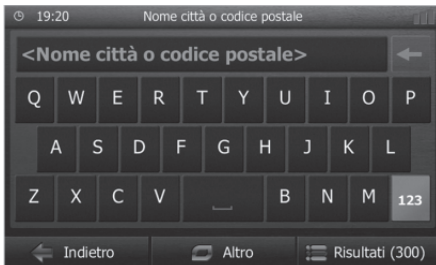 19:20 Nome città o codice postale
<Nome città o codice postale>
Q W E R T Y U I O P
A S D F G H J K L
Z X C V B N M 123
Indietro Altro Risultati (300)